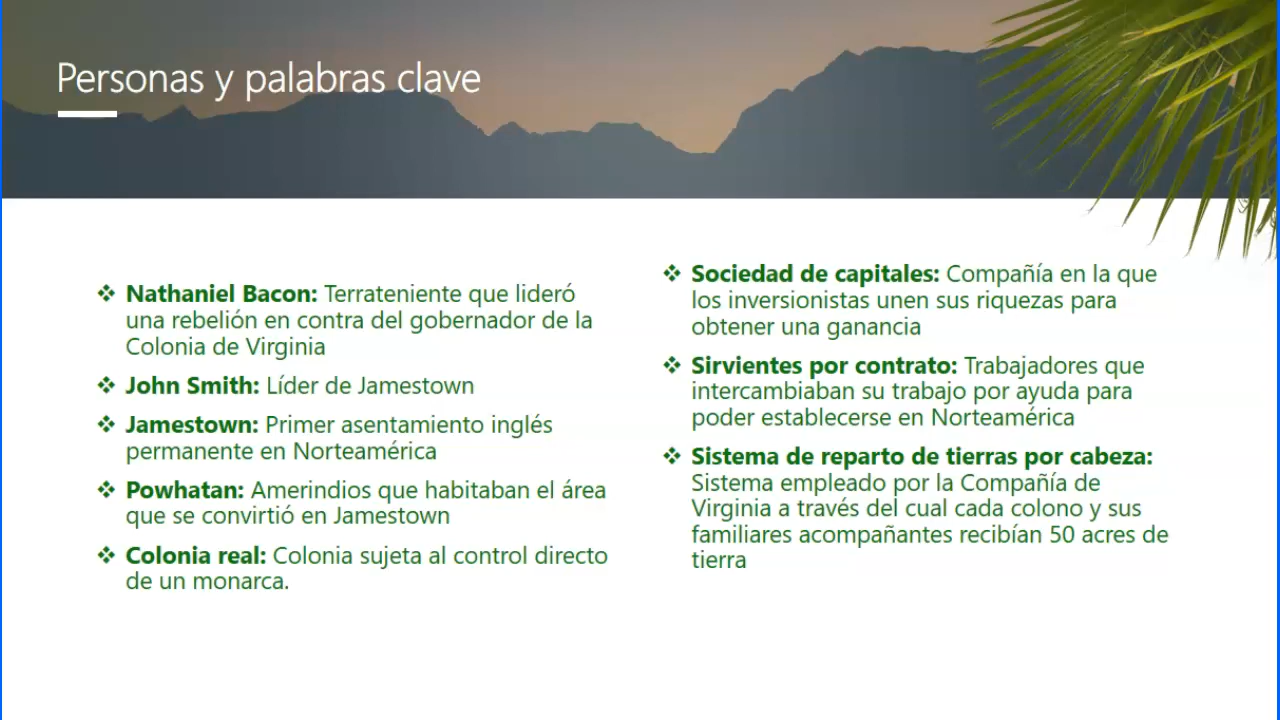 Personas y palabras clave
❖ Nathaniel Bacon: Terrateniente que lideró
una rebelión en contra del gobernador de la
Colonia de Virginia
❖ John Smith: Líder de Jamestown
❖ Jamestown: Primer asentamiento inglés
permanente en Norteamérica
❖ Powhatan: Amerindios que habitaban el área
que se convirtió en Jamestown
❖ Colonia real: Colonia sujeta al control directo
de un monarca.
❖ Sociedad de capitales: Compañía en la que
los inversionistas unen sus riquezas para
obtener una ganancia
❖ Sirvientes por contrato: Trabajadores que
intercambiaban su trabajo por ayuda para
poder establecerse en Norteamérica
❖ Sistema de reparto de tierras por cabeza:
Sistema empleado por la Compañía de
Virginia a través del cual cada colono y sus
familiares acompañantes recibían 50 acres de
tierra